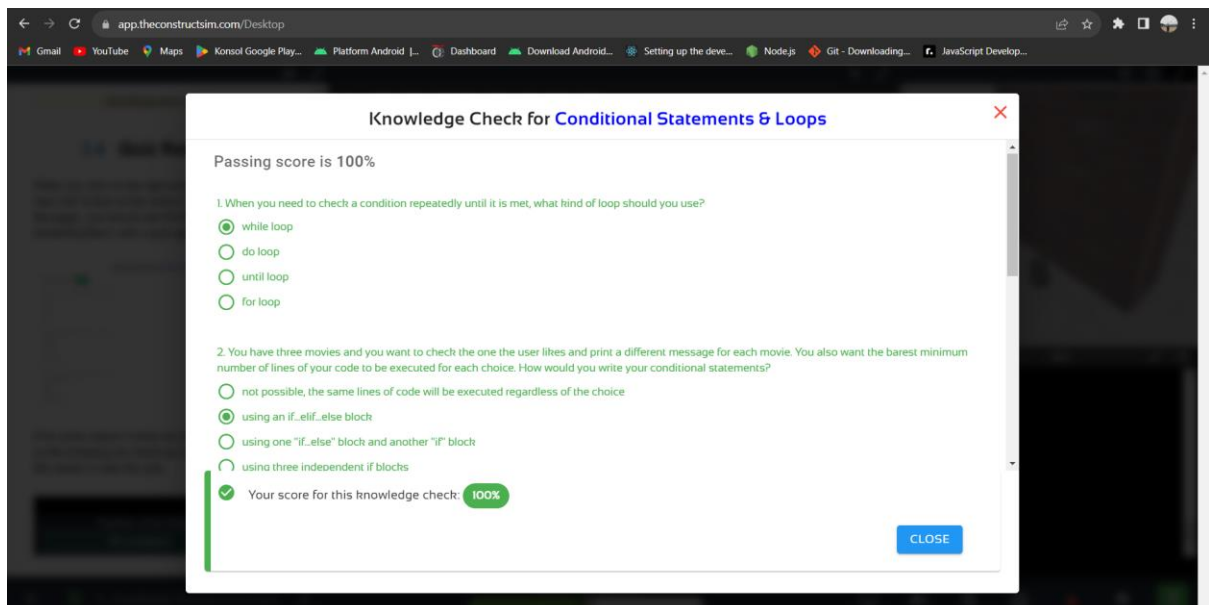 app.theconstructsim.com/Desktop
Gmail YouTube Maps Konsol Google Play... Platform Android |... Dashboard Download Android... Setting up the deve... Node.js Git - Downloading... JavaScript Develop...
Knowledge Check for Conditional Statements & Loops
Passing score is 100%
1. When you need to check a condition repeatedly until it is met, what kind of loop should you use?
while loop
do loop
until loop
for loop
2. You have three movies and you want to check the one the user likes and print a different message for each movie. You also want the barest minimum
number of lines of your code to be executed for each choice. How would you write your conditional statements?
not possible, the same lines of code will be executed regardless of the choice
using an if...elif...else block
using one "if...else" block and another "if" block
using three independent if blocks
Your score for this knowledge check: 100%
CLOSE